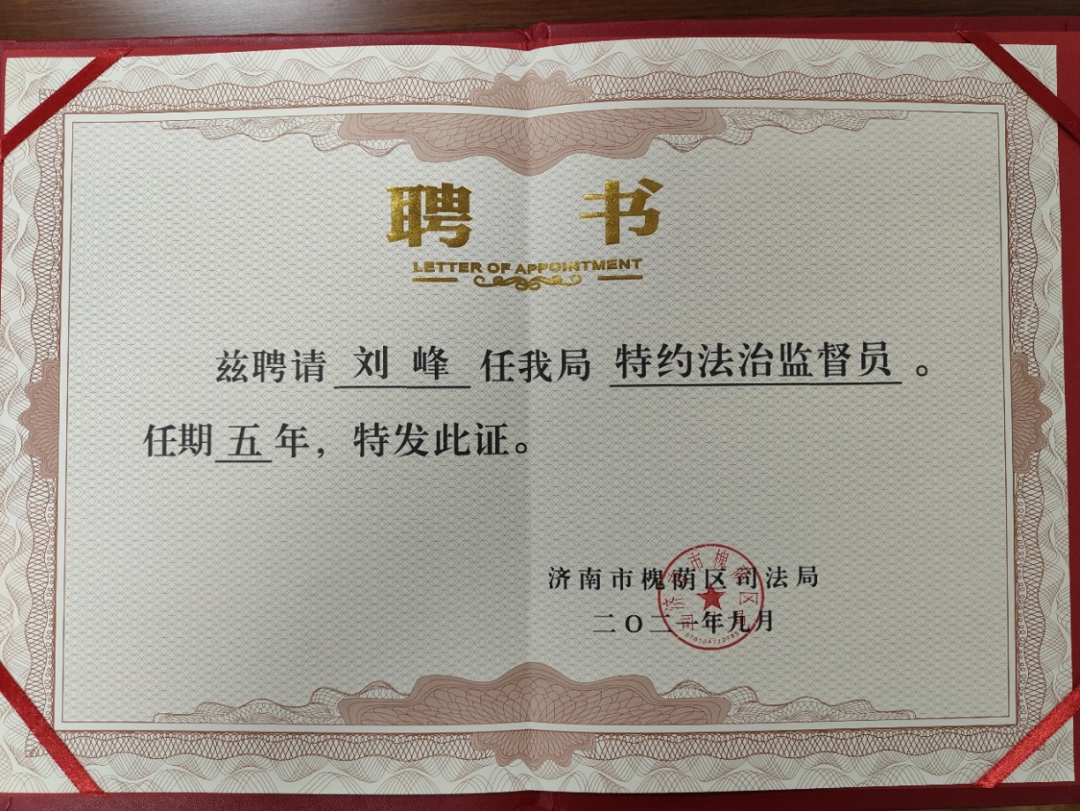 聘书
LETTER OF APPOINTMENT
兹聘请 刘峰 任我局 特约法治监督员。
任期五年，特发此证。
济南市槐荫区司法局
二〇二一年九月